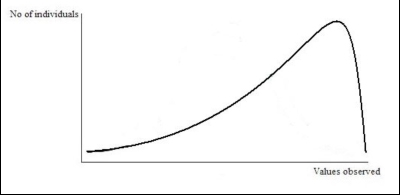 No of individuals
Values observed